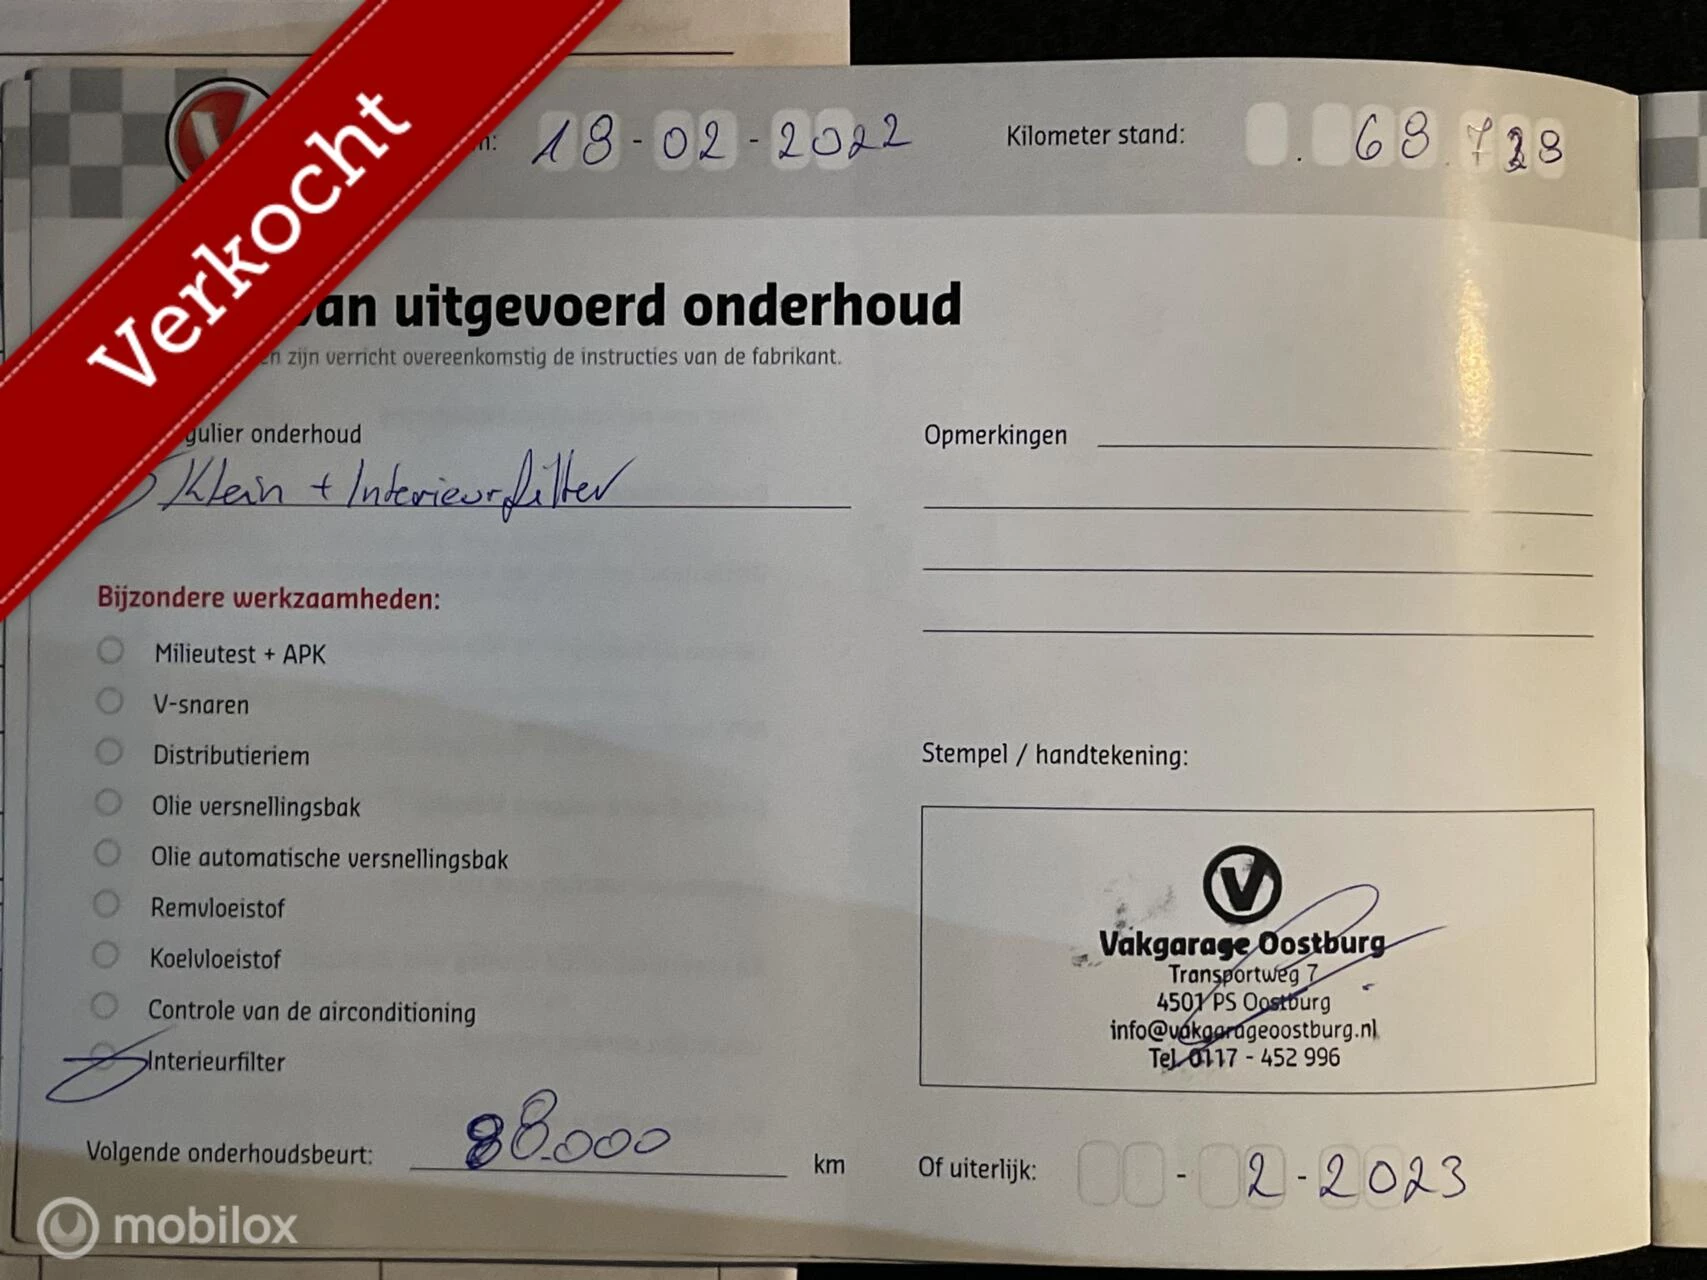 Verkocht
18-02-2022
Kilometer stand: 68.728
an uitgevoerd onderhoud
en zijn verricht overeenkomstig de instructies van de fabrikant.
gulier onderhoud
Klein + Interieurfilter
Opmerkingen
Bijzondere werkzaamheden:
Milieutest + APK
V-snaren
Distributieriem
Olie versnellingsbak
Olie automatische versnellingsbak
Remvloeistof
Koelvloeistof
Controle van de airconditioning
Interieurfilter
Volgende onderhoudsbeurt: 88.000 km
Stempel / handtekening:
V
Vakgarage Oostburg
Transportweg 7
4501 PS Oostburg
info@vakgarageoostburg.nl
Tel. 0117 - 452 996
Of uiterlijk: - 2-2023
mobilox